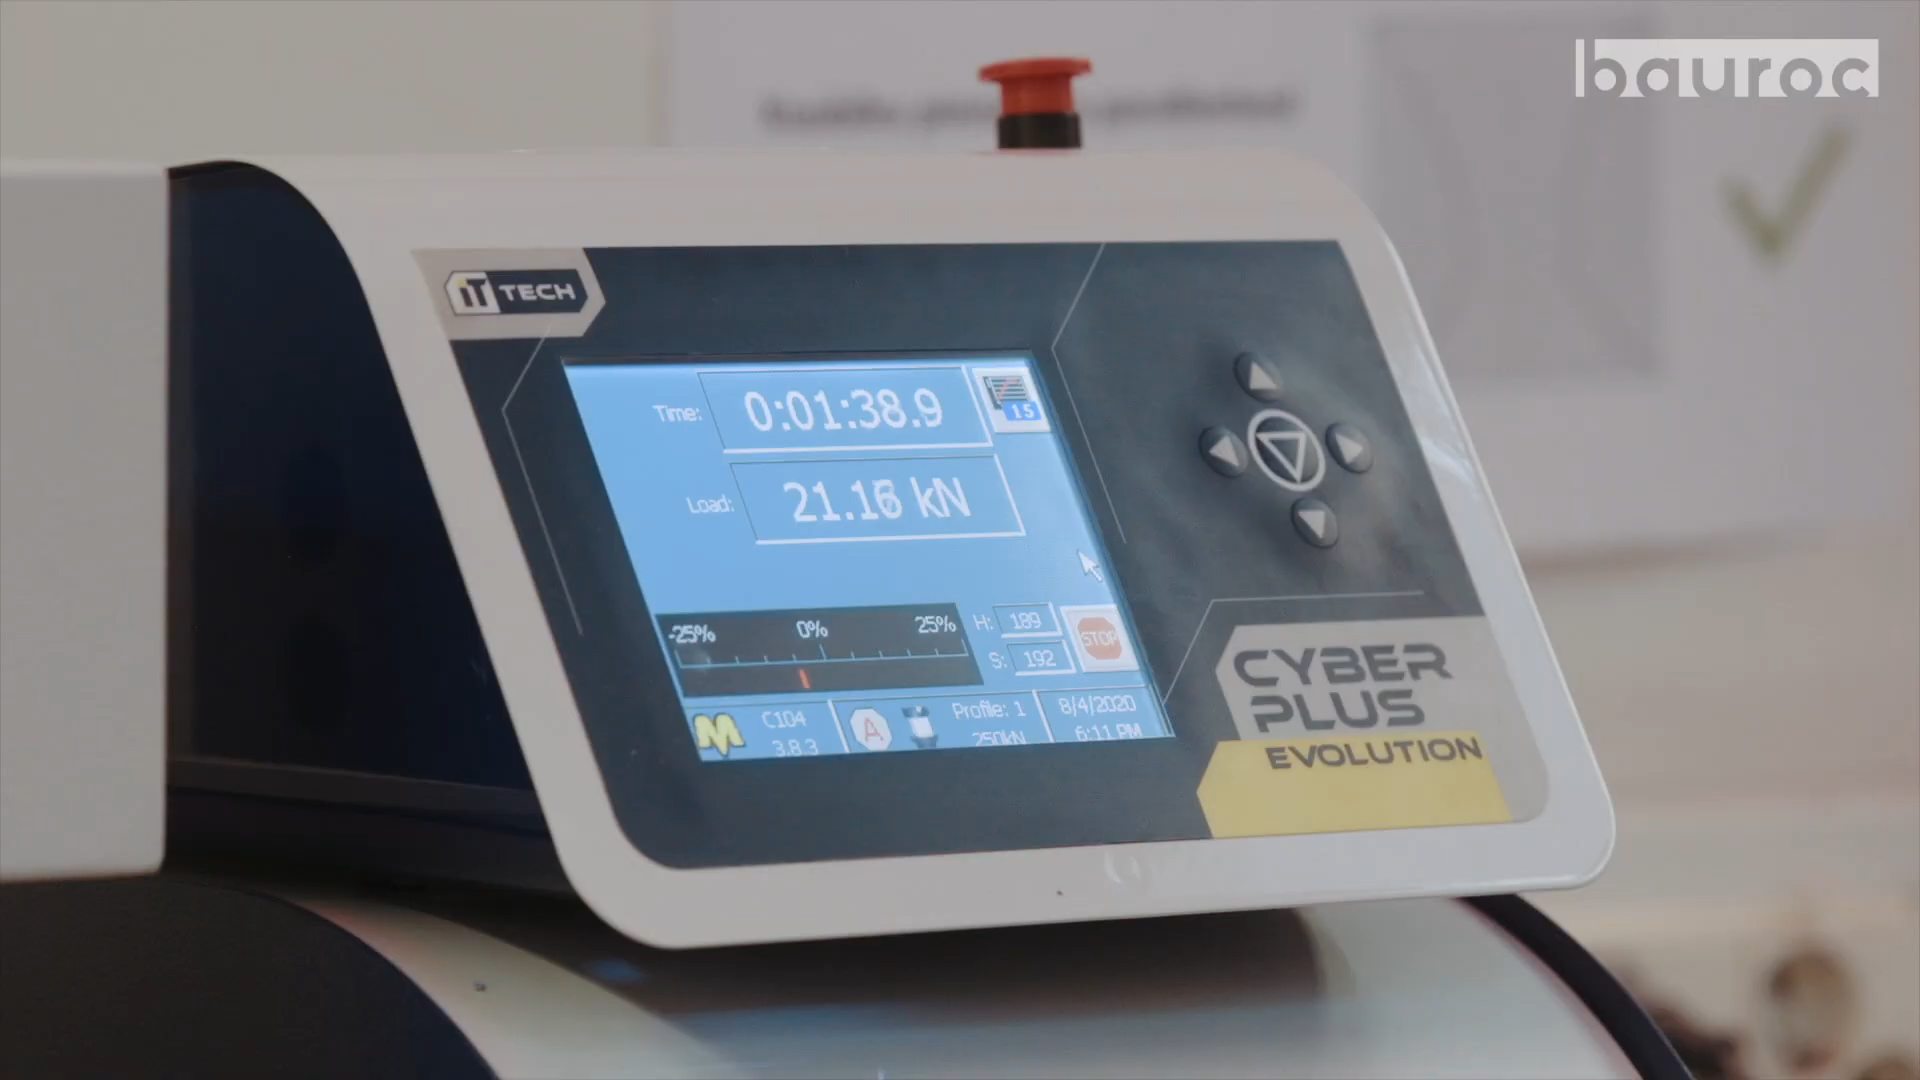 bauroc
iT TECH
Time: 0:01:38.9
15
Load: 21.16 kN
-25% 0% 25%
H: 189
S: 192
STOP
M C104
3.8.3
A
Profile: 1
250kN
8/4/2020
6:11 PM
CYBER
PLUS
EVOLUTION